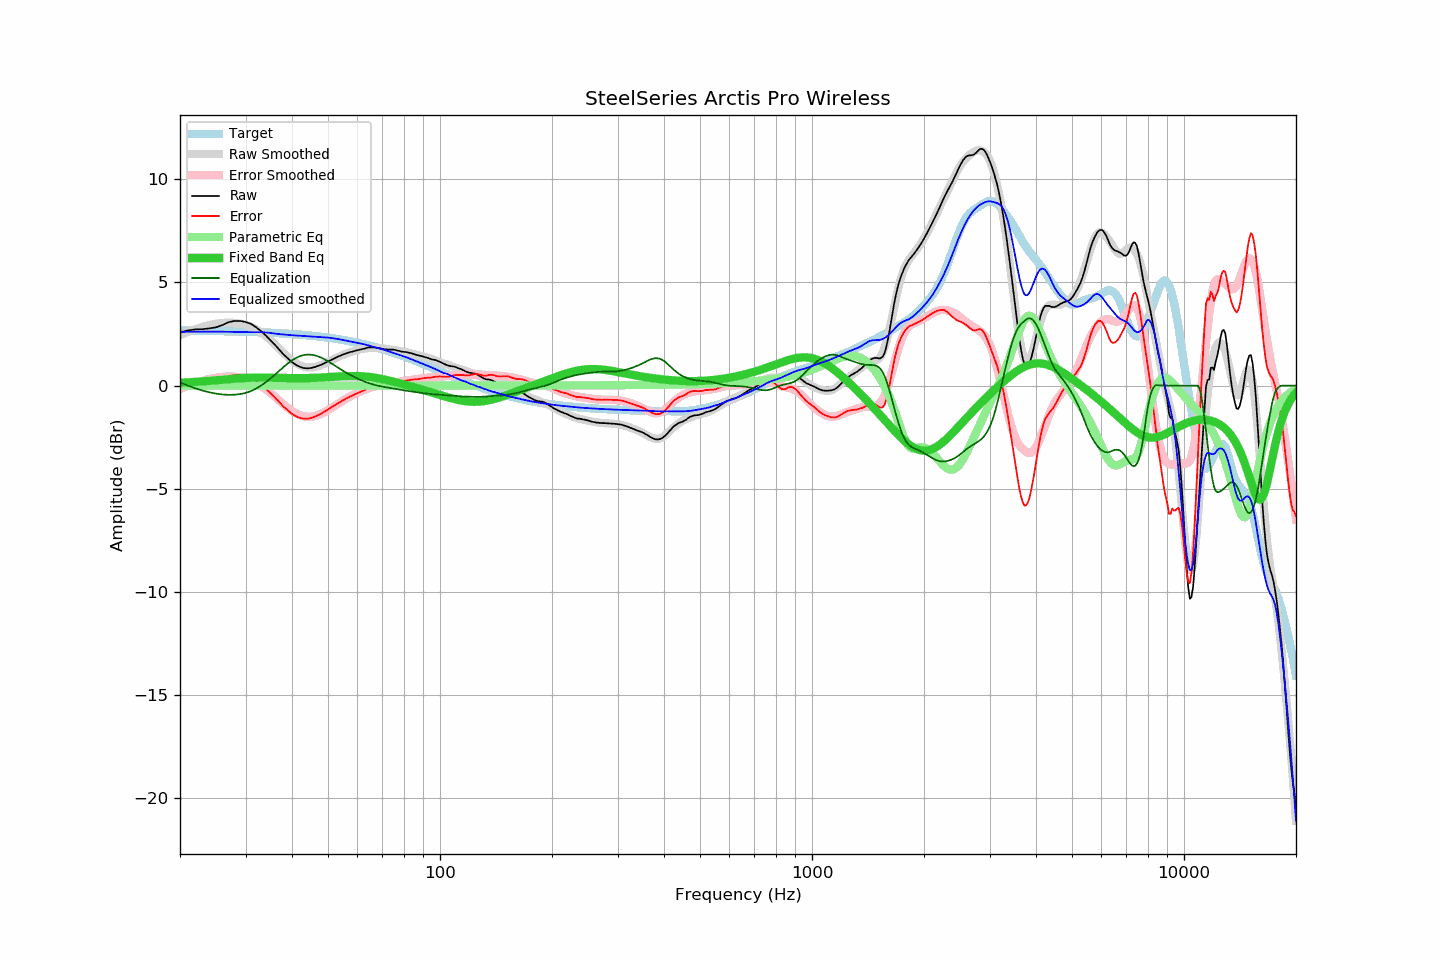 SteelSeries Arctis Pro Wireless
Target
Raw Smoothed
Error Smoothed
Raw
Error
Parametric Eq
Fixed Band Eq
Equalization
Equalized smoothed
10
5
0
−5
−10
−15
−20
Amplitude (dBr)
100 1000 10000
Frequency (Hz)